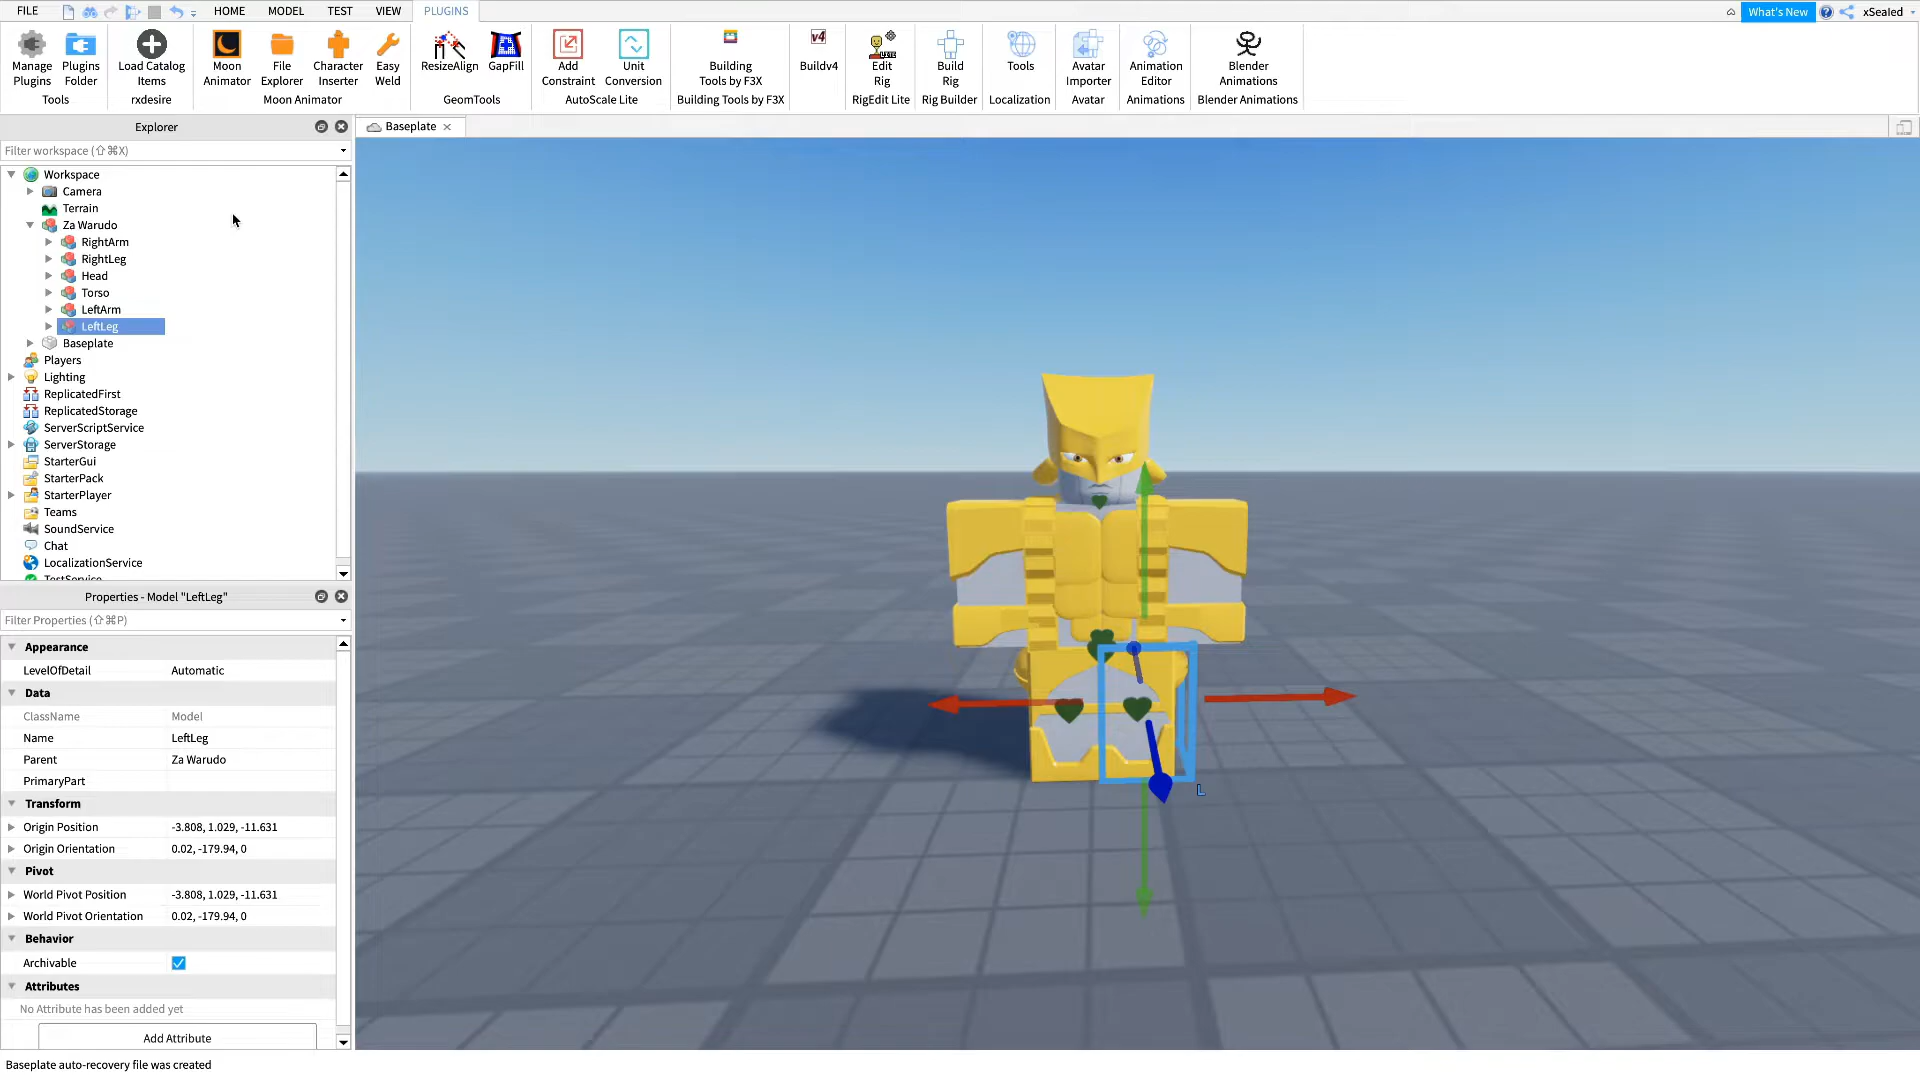 FILE HOME MODEL TEST VIEW PLUGINS What's New xSealed
Manage Plugins
Plugins Folder
Tools
Load Catalog Items
rxdesire
Moon Animator
File Explorer
Character Inserter
Easy Weld
Moon Animator
ResizeAlign
GapFill
GeomTools
Add Constraint
Unit Conversion
AutoScale Lite
Building Tools by F3X
Building Tools by F3X
v4
Buildv4
Edit Rig
RigEdit Lite
Build Rig
Rig Builder
Tools
Localization
Avatar Importer
Avatar
Animation Editor
Animations
Blender Animations
Blender Animations
Explorer
Filter workspace (⇧⌘X)
Workspace
Camera
Terrain
Za Warudo
RightArm
RightLeg
Head
Torso
LeftArm
LeftLeg
Baseplate
Players
Lighting
ReplicatedFirst
ReplicatedStorage
ServerScriptService
ServerStorage
StarterGui
StarterPack
StarterPlayer
Teams
SoundService
Chat
LocalizationService
TestService
Baseplate
L
Properties - Model "LeftLeg"
Filter Properties (⇧⌘P)
Appearance
LevelOfDetail Automatic
Data
ClassName Model
Name LeftLeg
Parent Za Warudo
PrimaryPart
Transform
Origin Position -3.808, 1.029, -11.631
Origin Orientation 0.02, -179.94, 0
Pivot
World Pivot Position -3.808, 1.029, -11.631
World Pivot Orientation 0.02, -179.94, 0
Behavior
Archivable
Attributes
No Attribute has been added yet
Add Attribute
Baseplate auto-recovery file was created